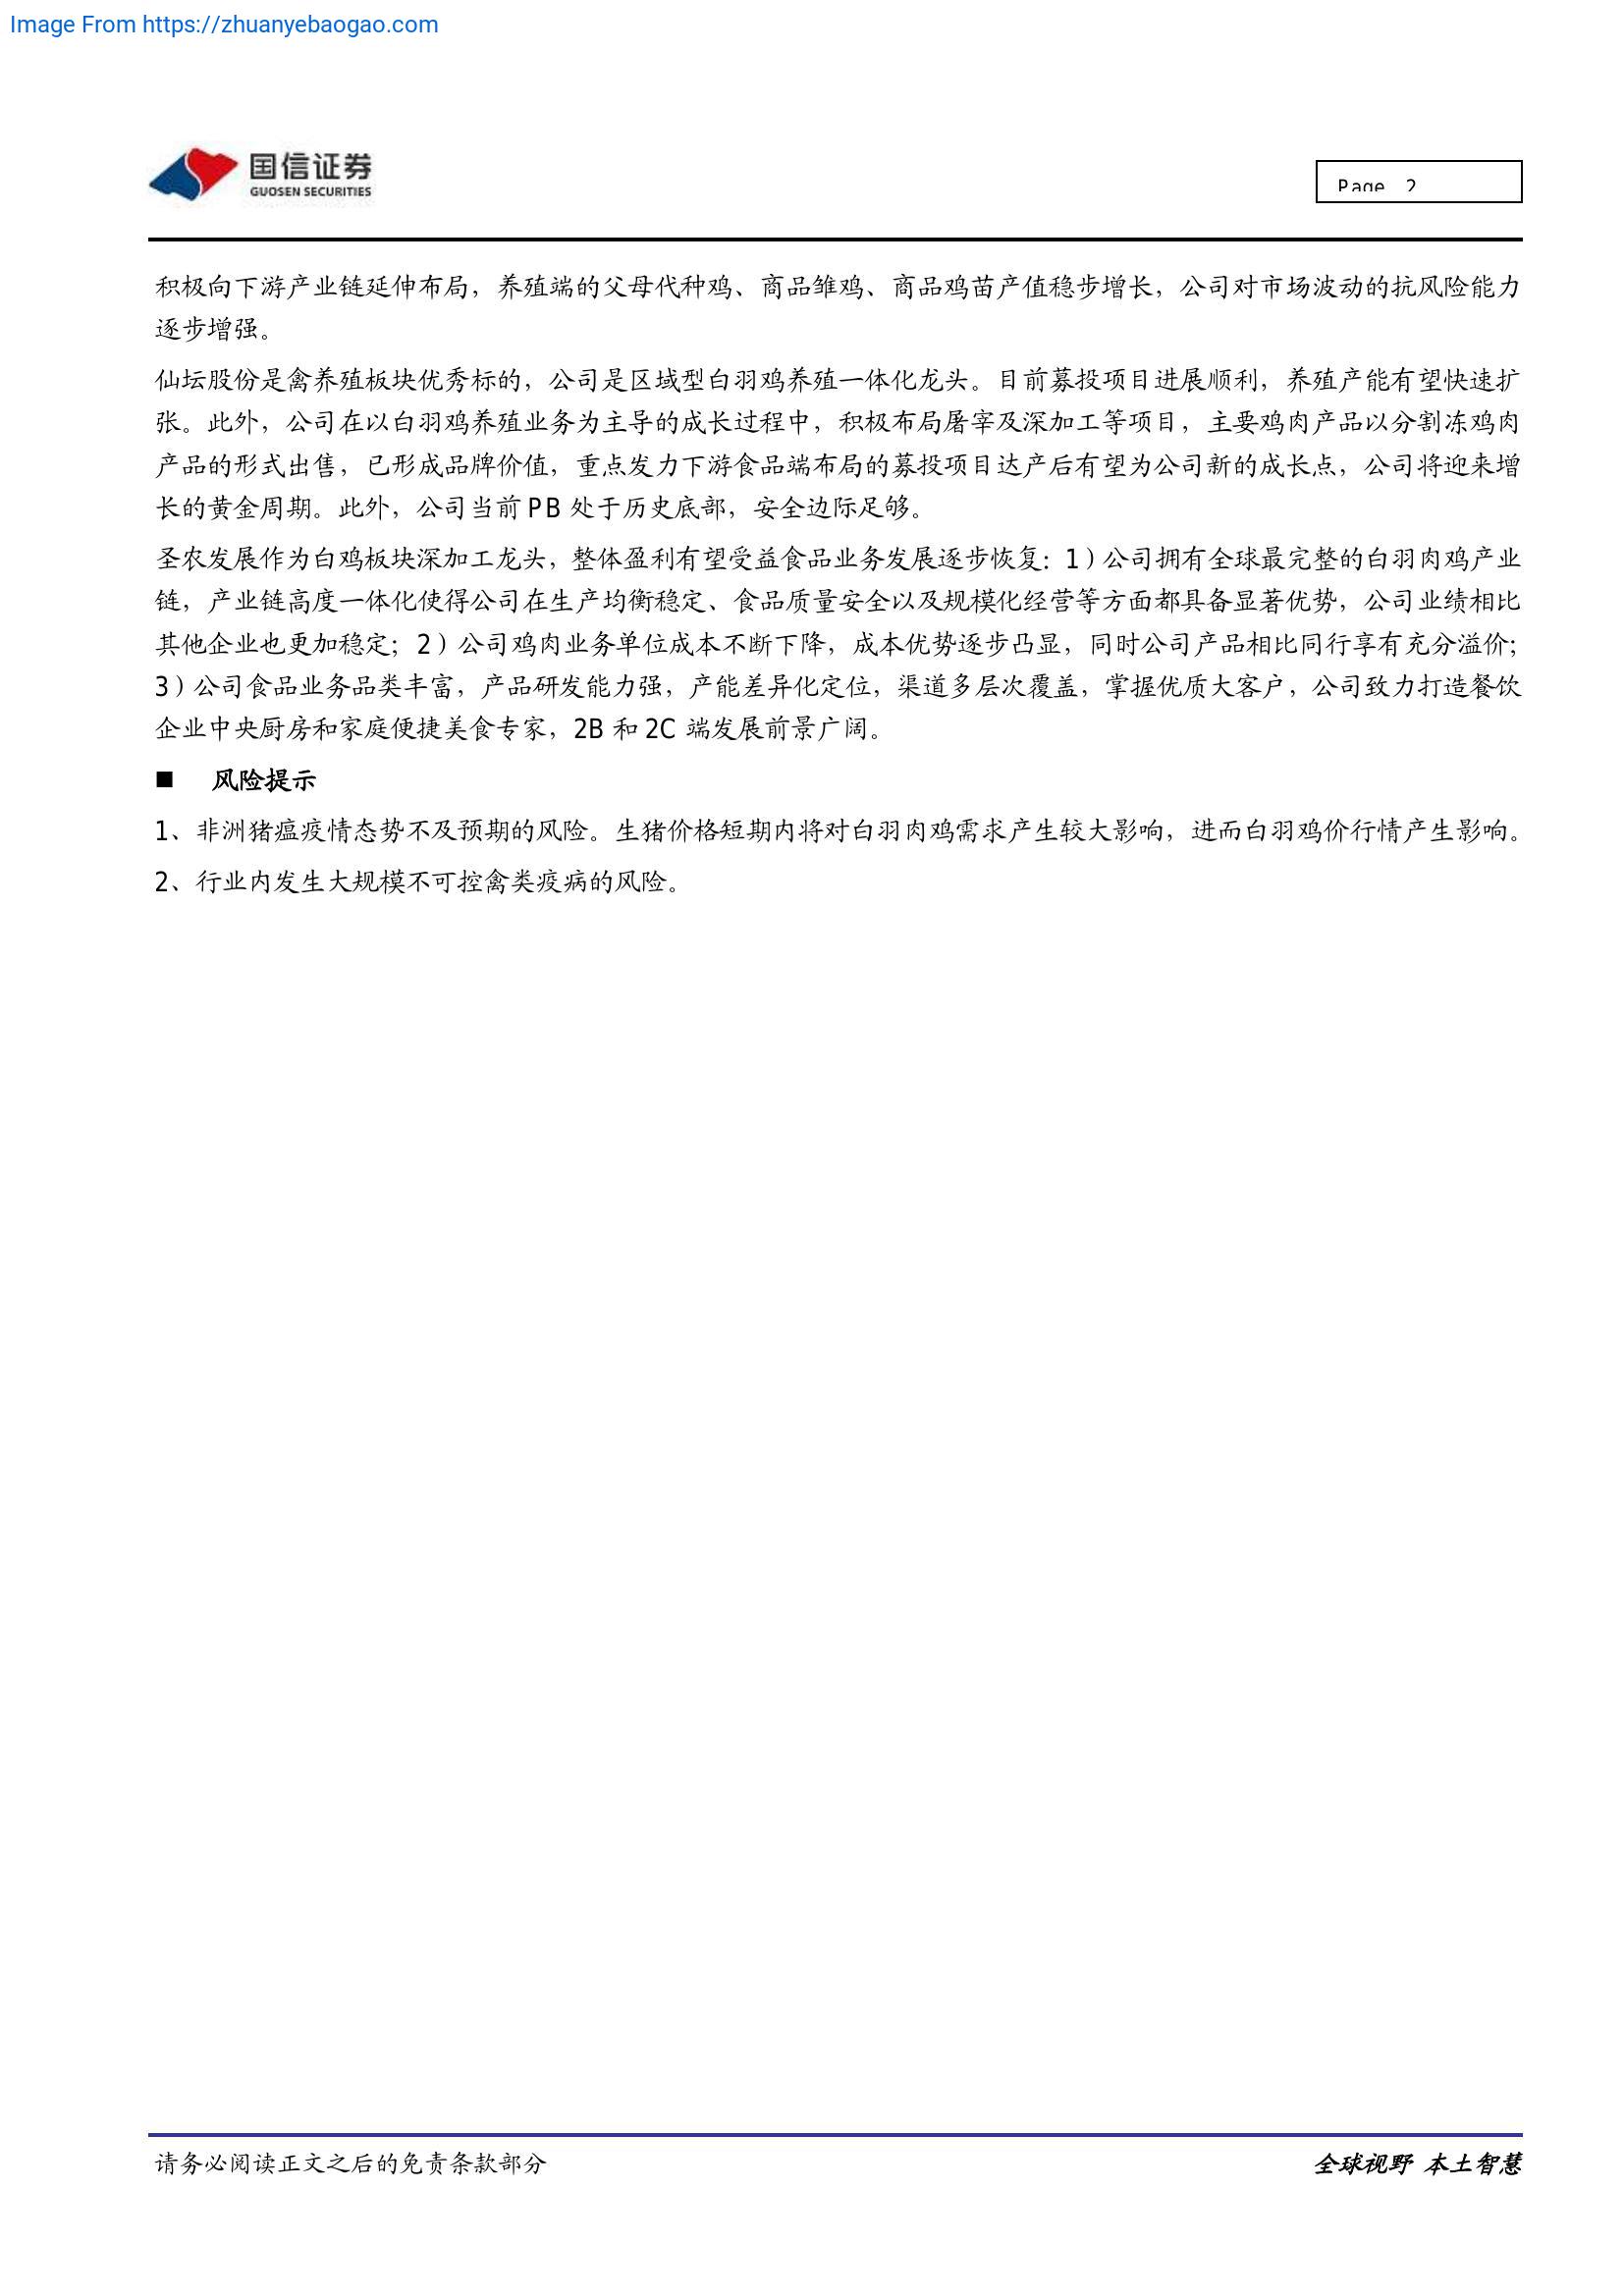 Image From https://zhuanyebaogao.com
国信证券
GUOSEN SECURITIES
Page 2
积极向下游产业链延伸布局，养殖端的父母代种鸡、商品雏鸡、商品鸡苗产值稳步增长，公司对市场波动的抗风险能力
逐步增强。
仙坛股份是禽养殖板块优秀标的，公司是区域型白羽鸡养殖一体化龙头。目前募投项目进展顺利，养殖产能有望快速扩
张。此外，公司在以白羽鸡养殖业务为主导的成长过程中，积极布局屠宰及深加工等项目，主要鸡肉产品以分割冻鸡肉
产品的形式出售，已形成品牌价值，重点发力下游食品端布局的募投项目达产后有望为公司新的成长点，公司将迎来增
长的黄金周期。此外，公司当前 PB 处于历史底部，安全边际足够。
圣农发展作为白鸡板块深加工龙头，整体盈利有望受益食品业务发展逐步恢复：1）公司拥有全球最完整的白羽肉鸡产业
链，产业链高度一体化使得公司在生产均衡稳定、食品质量安全以及规模化经营等方面都具备显著优势，公司业绩相比
其他企业也更加稳定；2）公司鸡肉业务单位成本不断下降，成本优势逐步凸显，同时公司产品相比同行享有充分溢价；
3）公司食品业务品类丰富，产品研发能力强，产能差异化定位，渠道多层次覆盖，掌握优质大客户，公司致力打造餐饮
企业中央厨房和家庭便捷美食专家，2B 和 2C 端发展前景广阔。
■ 风险提示
1、非洲猪瘟疫情态势不及预期的风险。生猪价格短期内将对白羽肉鸡需求产生较大影响，进而白羽鸡价行情产生影响。
2、行业内发生大规模不可控禽类疫病的风险。
请务必阅读正文之后的免责条款部分
全球视野 本土智慧